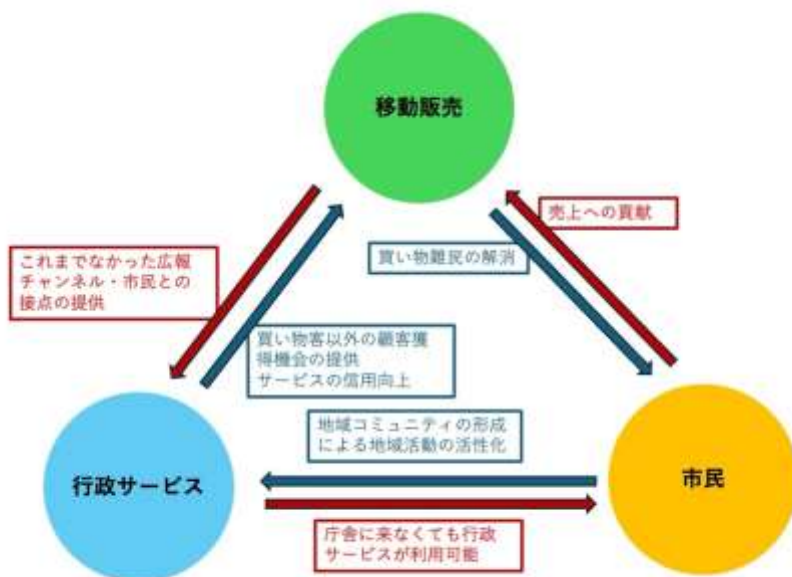 移動販売
売上への貢献
買い物難民の解消
これまでなかった広報
チャンネル・市民との
接点の提供
買い物客以外の顧客獲
得機会の提供
サービスの信用向上
地域コミュニティの形成
による地域活動の活性化
行政サービス
市民
庁舎に来なくても行政
サービスが利用可能